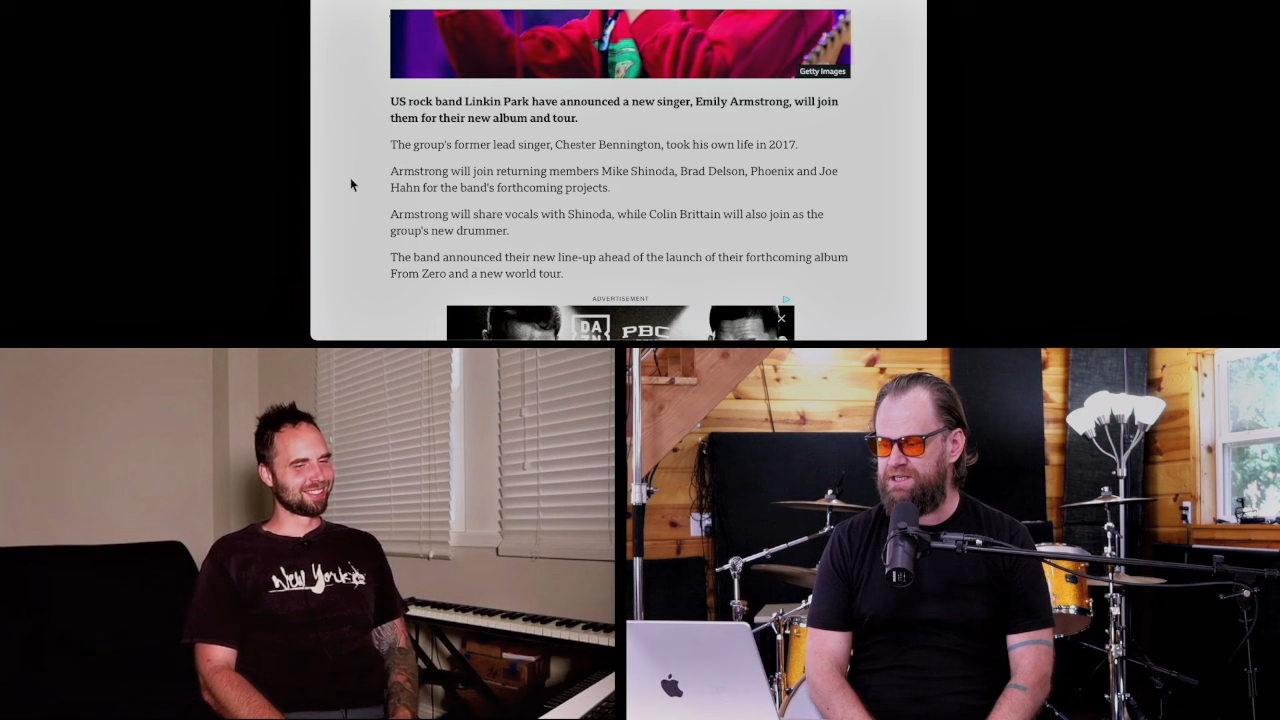 Getty Images
US rock band Linkin Park have announced a new singer, Emily Armstrong, will join
them for their new album and tour.
The group's former lead singer, Chester Bennington, took his own life in 2017.
Armstrong will join returning members Mike Shinoda, Brad Delson, Phoenix and Joe
Hahn for the band's forthcoming projects.
Armstrong will share vocals with Shinoda, while Colin Brittain will also join as the
group's new drummer.
The band announced their new line-up ahead of the launch of their forthcoming album
From Zero and a new world tour.
ADVERTISEMENT
DA
ZN
PBC
New York